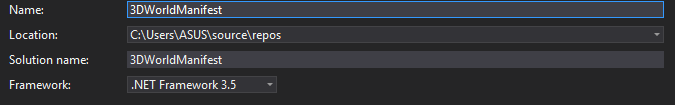 Name: 3DWorldManifest
Location: C:\Users\ASUS\source\repos
Solution name: 3DWorldManifest
Framework: .NET Framework 3.5